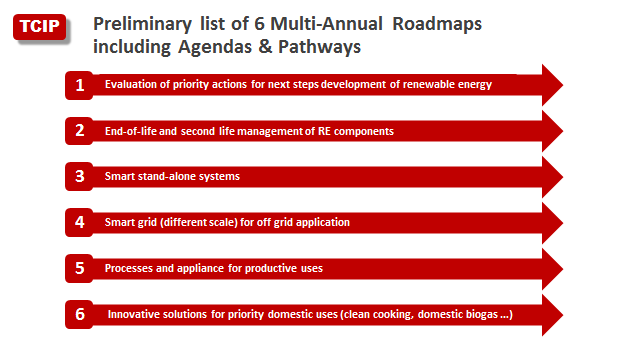 TCIP
Preliminary list of 6 Multi-Annual Roadmaps
including Agendas & Pathways
1 Evaluation of priority actions for next steps development of renewable energy
2 End-of-life and second life management of RE components
3 Smart stand-alone systems
4 Smart grid (different scale) for off grid application
5 Processes and appliance for productive uses
6 Innovative solutions for priority domestic uses (clean cooking, domestic biogas ...)